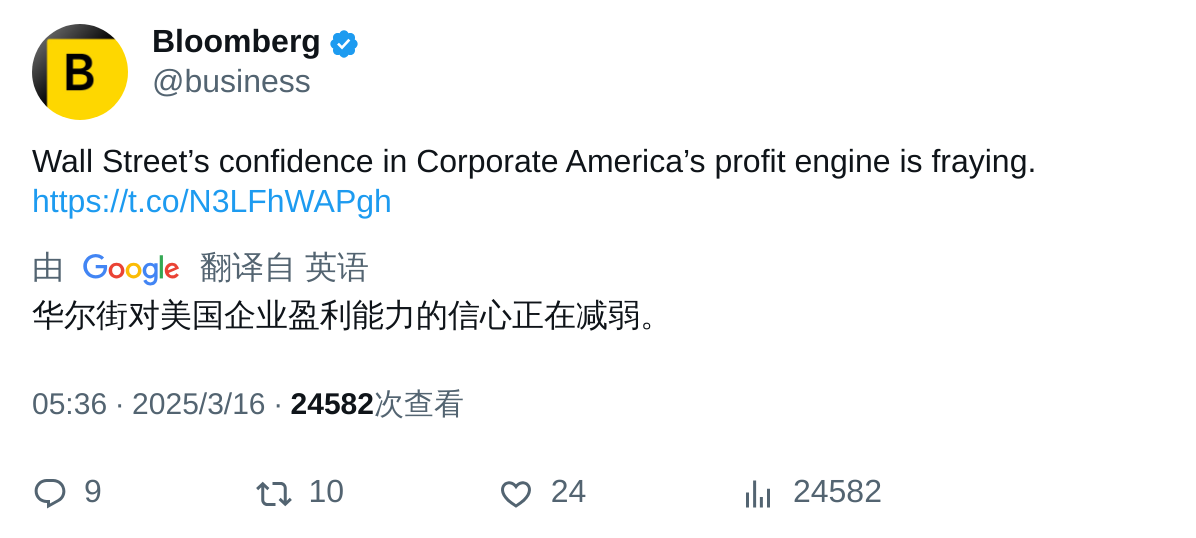 B
Bloomberg
@business
Wall Street’s confidence in Corporate America’s profit engine is fraying.
https://t.co/N3LFhWAPgh
由 Google 翻译自 英语
华尔街对美国企业盈利能力的信心正在减弱。
05:36 · 2025/3/16 · 24582次查看
9 10 24 24582